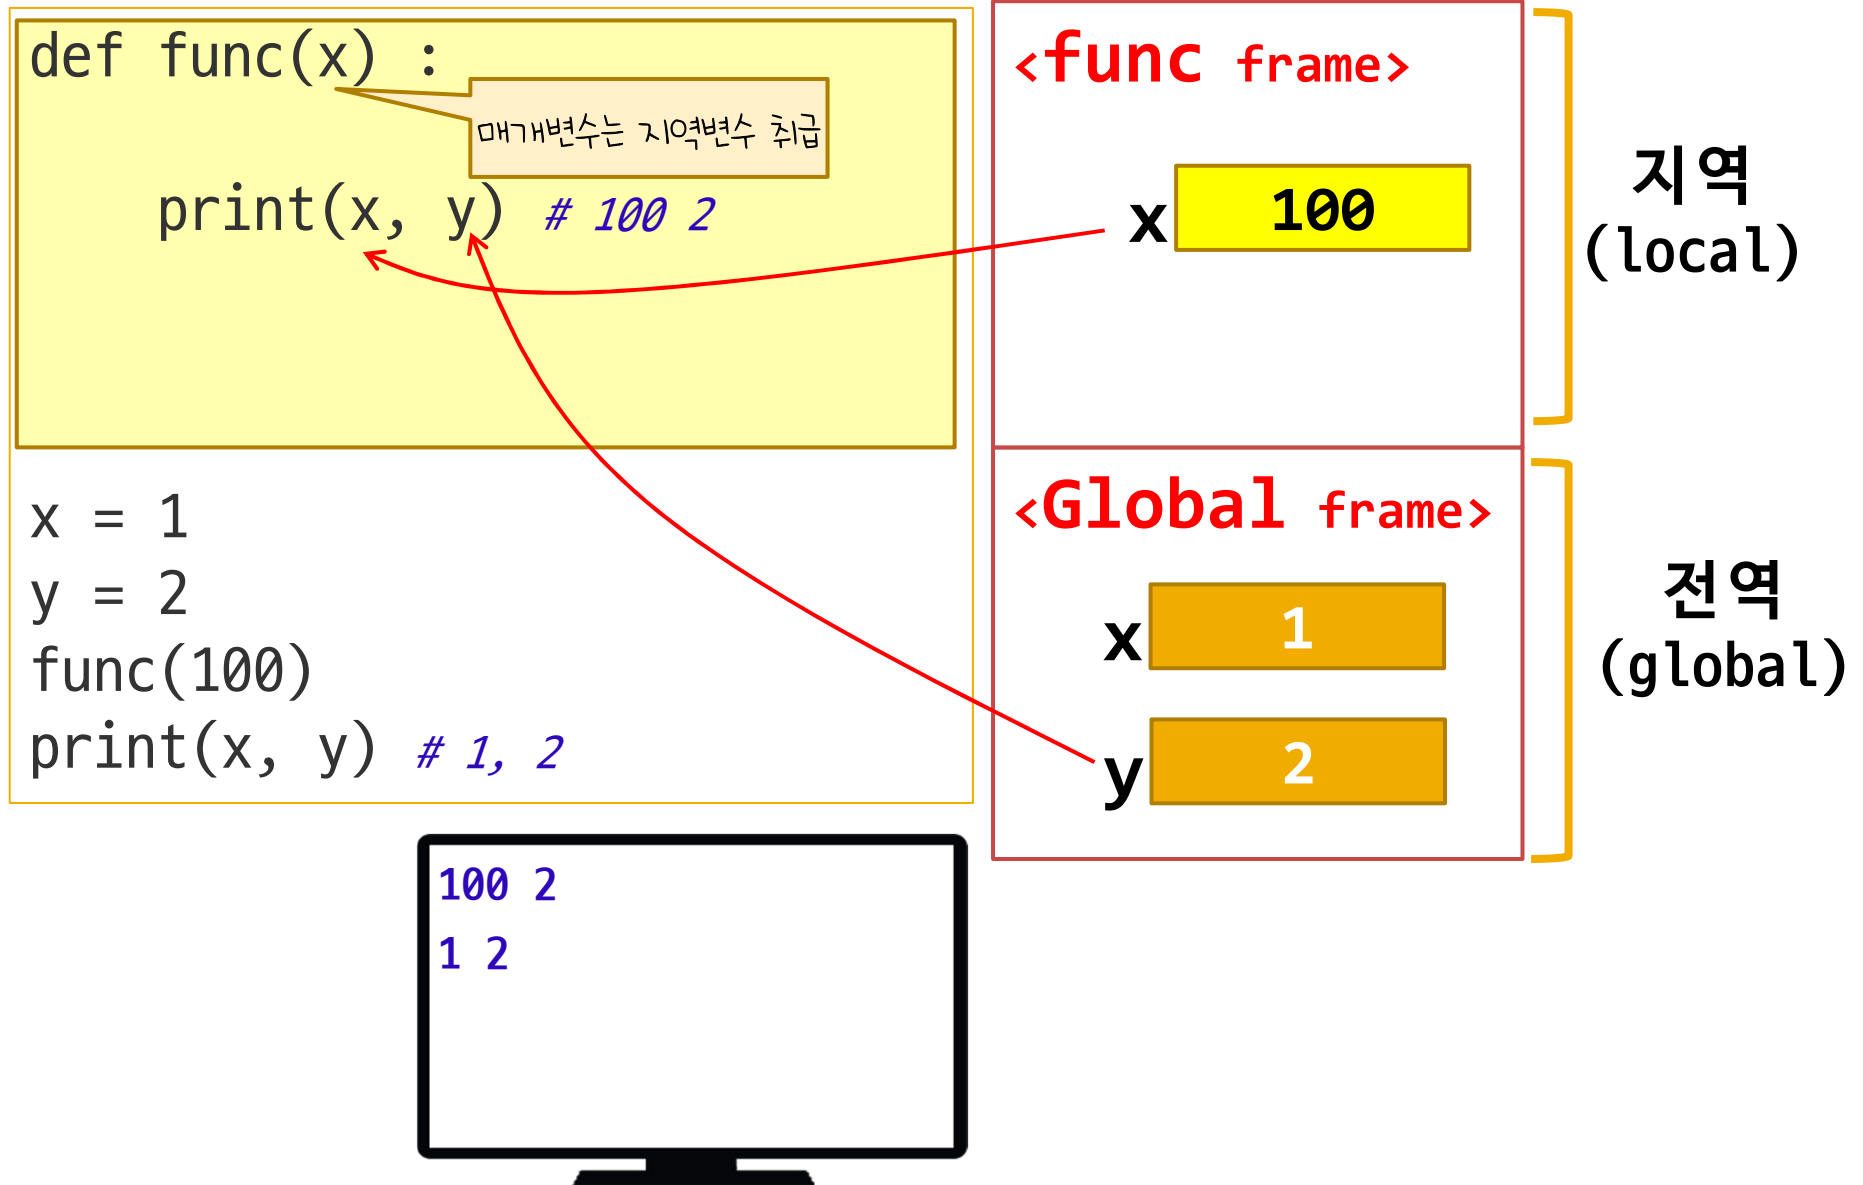 def func(x) :
매개변수는 지역변수 취급
print(x, y) # 100 2
x = 1
y = 2
func(100)
print(x, y) # 1, 2
<func frame>
x 100
지역
(local)
<Global frame>
x 1
y 2
전역
(global)
100 2
1 2